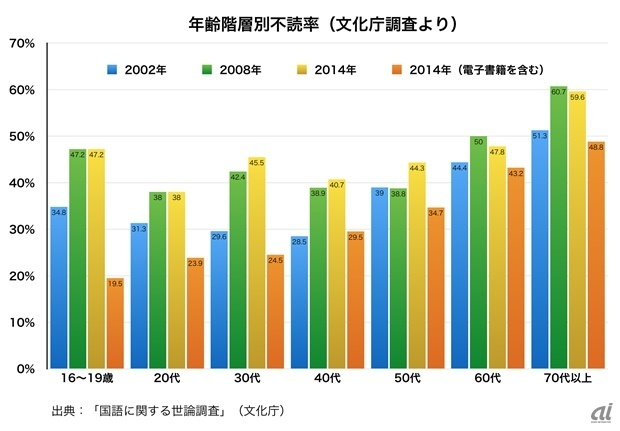 年齢階層別不読率（文化庁調査より）
70%
2002年 2008年 2014年 2014年（電子書籍を含む）
60%
50%
40%
30%
20%
10%
0%
34.8 47.2 47.2 19.5
31.3 38 38 23.9
29.6 42.4 45.5 24.5
28.5 38.9 40.7 29.5
39 38.8 44.3 34.7
44.4 50 47.8 43.2
51.3 60.7 59.6 48.8
16〜19歳 20代 30代 40代 50代 60代 70代以上
出典：「国語に関する世論調査」（文化庁）
ai